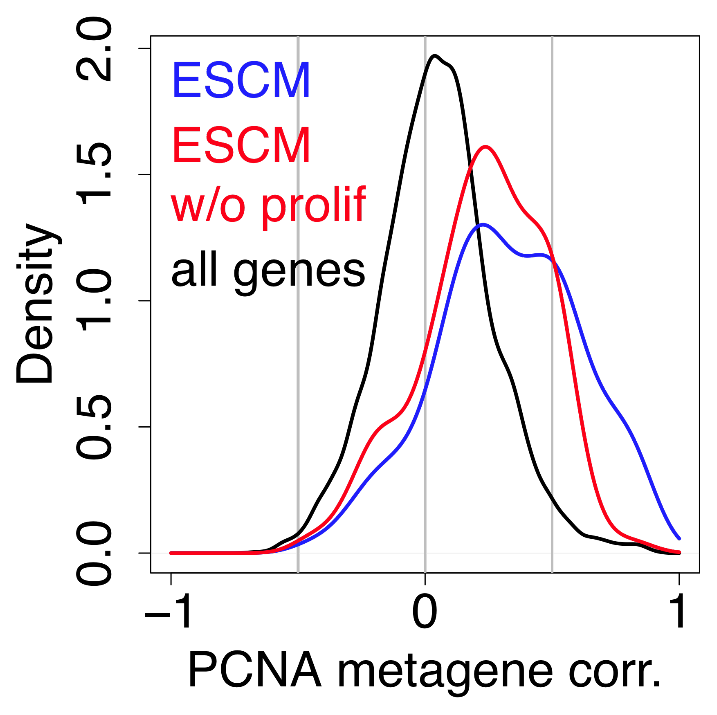 2.0
1.5
1.0
0.5
0.0
Density
ESCM
ESCM
w/o prolif
all genes
−1 0 1
PCNA metagene corr.